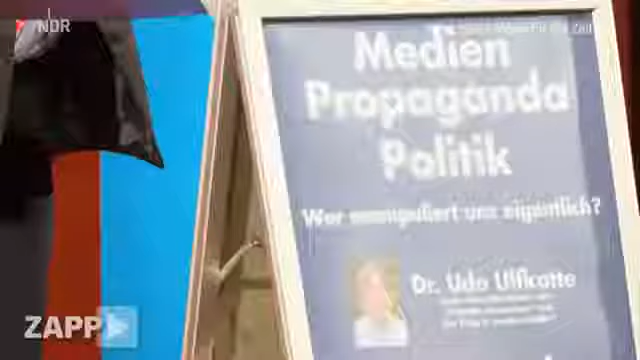 NDR
Medien
Propaganda
Politik
Wer manipuliert uns eigentlich?
Dr. Udo Ulfkotte
ZAPP